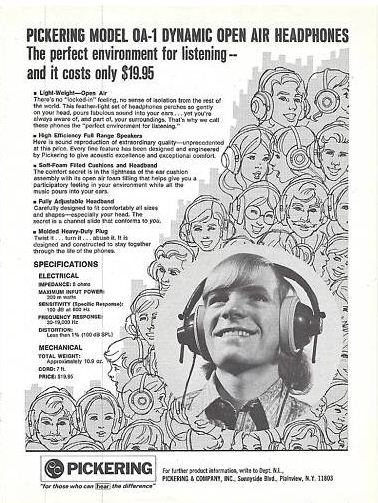 PICKERING MODEL OA-1 DYNAMIC OPEN AIR HEADPHONES
The perfect environment for listening--
and it costs only $19.95
■ Light-Weight—Open Air
There's no "locked-in" feeling, no sense of isolation from the rest of
the world. This feather-light set of headphones perches so gently
on your head, pours fabulous sound into your ears . . . yet you're
always aware of, and part of, your surroundings. That's why we call
these phones the "perfect environment for listening."
■ High Efficiency Full Range Speakers
Here is sound reproduction of extraordinary quality—unprecedented
at this price. Every fine feature has been designed and engineered
by Pickering to give acoustic excellence and exceptional comfort.
■ Soft-Foam Filled Cushions and Headband
The comfort secret is in the lightness of the ear cushion
assembly with its open air foam filling that helps give you a
participatory feeling in your environment while all the
music pours into your ears.
■ Fully Adjustable Headband
Carefully designed to fit comfortably all sizes
and shapes—especially your head. The
secret is a channel slide that conforms to you.
■ Molded Heavy-Duty Plug
Twist it . . . turn it . . . abuse it. It is
designed and constructed to stay together
through the life of the phones.
SPECIFICATIONS
ELECTRICAL
IMPEDANCE: 8 ohms
MAXIMUM INPUT POWER:
200 m watts
SENSITIVITY (Specific Response):
100 dB at 800 Hz
FREQUENCY RESPONSE:
20-19,000 Hz
DISTORTION:
Less than 1% (100 dB SPL)
MECHANICAL
TOTAL WEIGHT:
Approximately 10.9 oz.
CORD: 7 ft.
PRICE: $19.95
PICKERING
"for those who can hear the difference"
For further product information, write to Dept. N.I.,
PICKERING & COMPANY, INC., Sunnyside Blvd., Plainview, N.Y. 11803